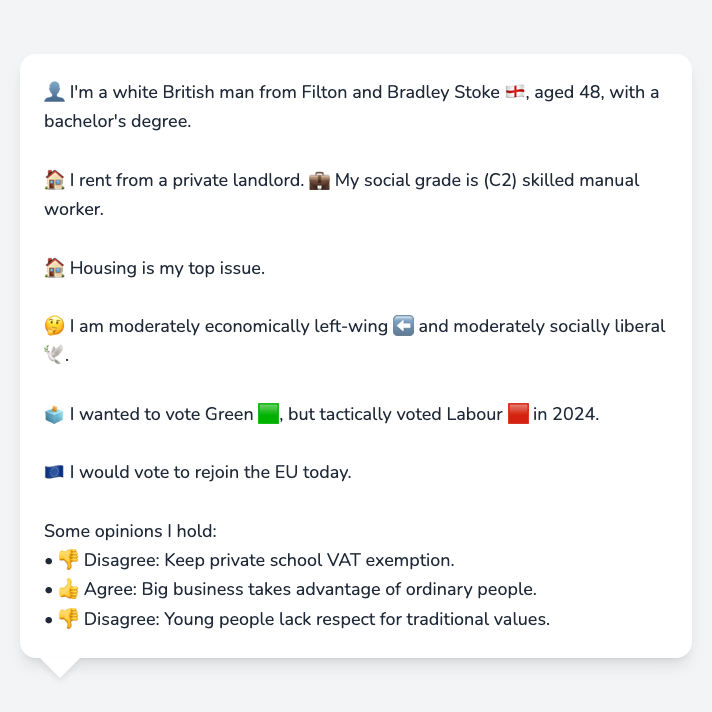 👤 I'm a white British man from Filton and Bradley Stoke 🏴󠁧󠁢󠁥󠁮󠁧󠁿, aged 48, with a
bachelor's degree.
🏠 I rent from a private landlord. 💼 My social grade is (C2) skilled manual
worker.
🏠 Housing is my top issue.
🤔 I am moderately economically left-wing ⬅️ and moderately socially liberal
🕊️.
🗳️ I wanted to vote Green 🟩, but tactically voted Labour 🟥 in 2024.
🇪🇺 I would vote to rejoin the EU today.
Some opinions I hold:
• 👎 Disagree: Keep private school VAT exemption.
• 👍 Agree: Big business takes advantage of ordinary people.
• 👎 Disagree: Young people lack respect for traditional values.